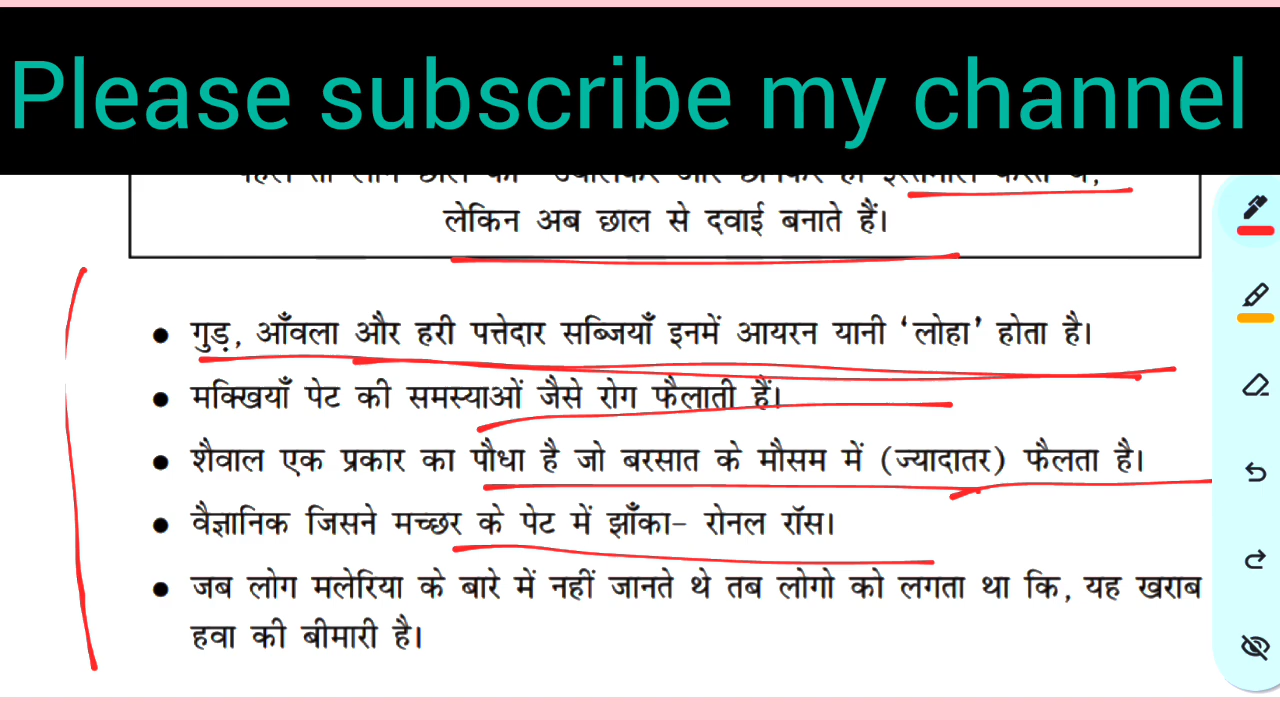 Please subscribe my channel
लेकिन अब छाल से दवाई बनाते हैं।
● गुड़, आँवला और हरी पत्तेदार सब्जियाँ इनमें आयरन यानी ‘लोहा’ होता है।
● मक्खियाँ पेट की समस्याओं जैसे रोग फैलाती हैं।
● शैवाल एक प्रकार का पौधा है जो बरसात के मौसम में (ज्यादातर) फैलता है।
● वैज्ञानिक जिसने मच्छर के पेट में झाँका- रोनल रॉस।
● जब लोग मलेरिया के बारे में नहीं जानते थे तब लोगो को लगता था कि, यह खराब
हवा की बीमारी है।